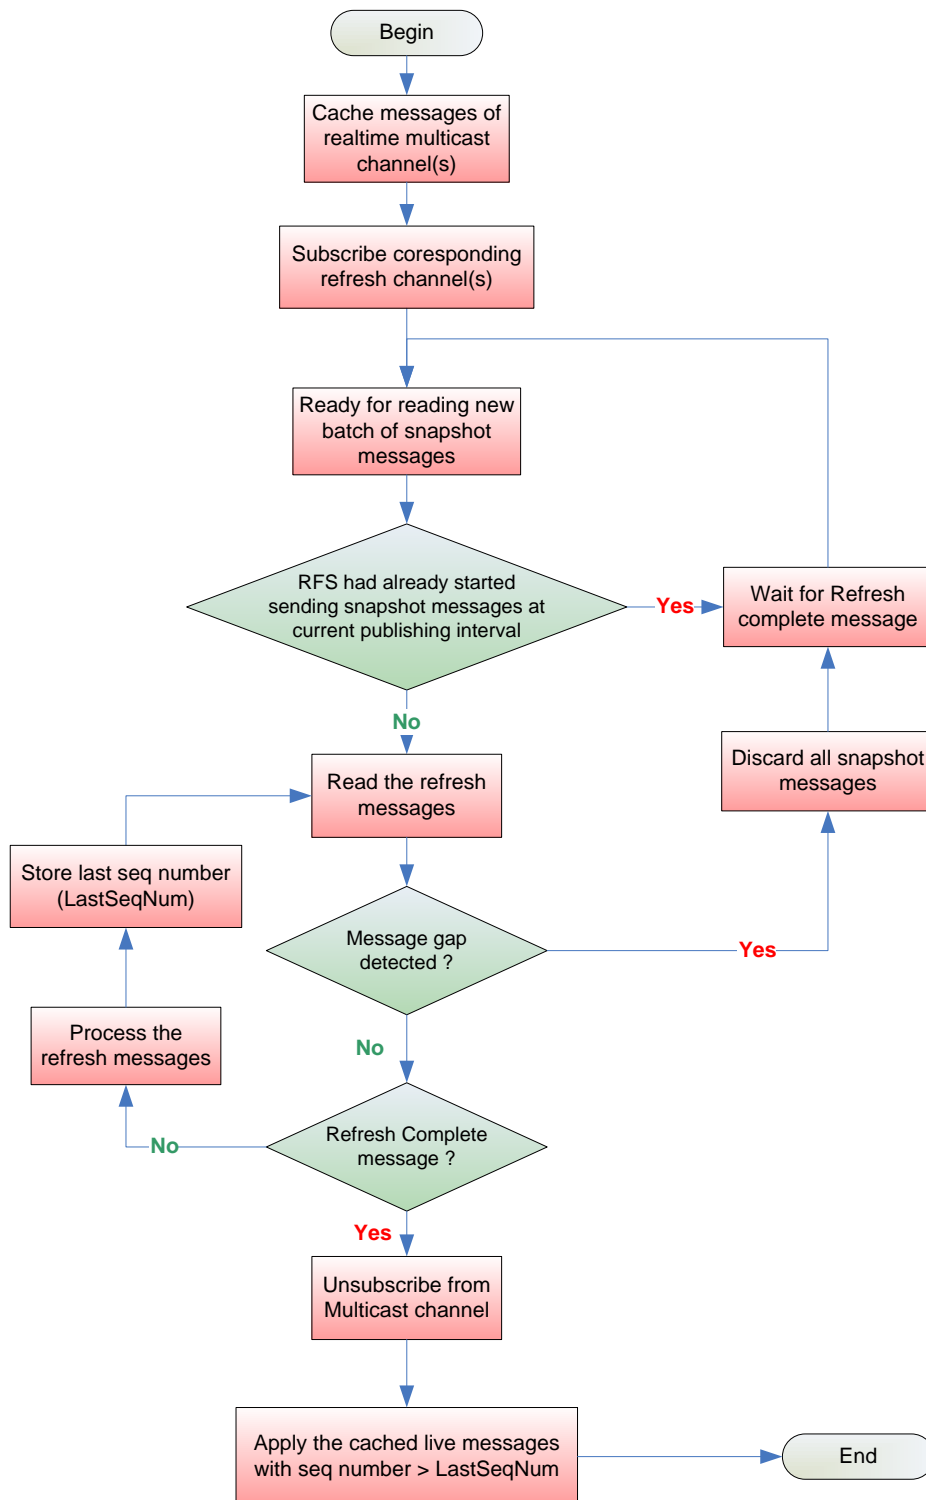 Begin
Cache messages of
realtime multicast
channel(s)
Subscribe coresponding
refresh channel(s)
Ready for reading new
batch of snapshot
messages
RFS had already started
sending snapshot messages at
current publishing interval
Yes
Wait for Refresh
complete message
No
Read the refresh
messages
Discard all snapshot
messages
Store last seq number
(LastSeqNum)
Message gap
detected ?
Yes
Process the
refresh messages
No
Refresh Complete
message ?
No
Yes
Unsubscribe from
Multicast channel
Apply the cached live messages
with seq number > LastSeqNum
End